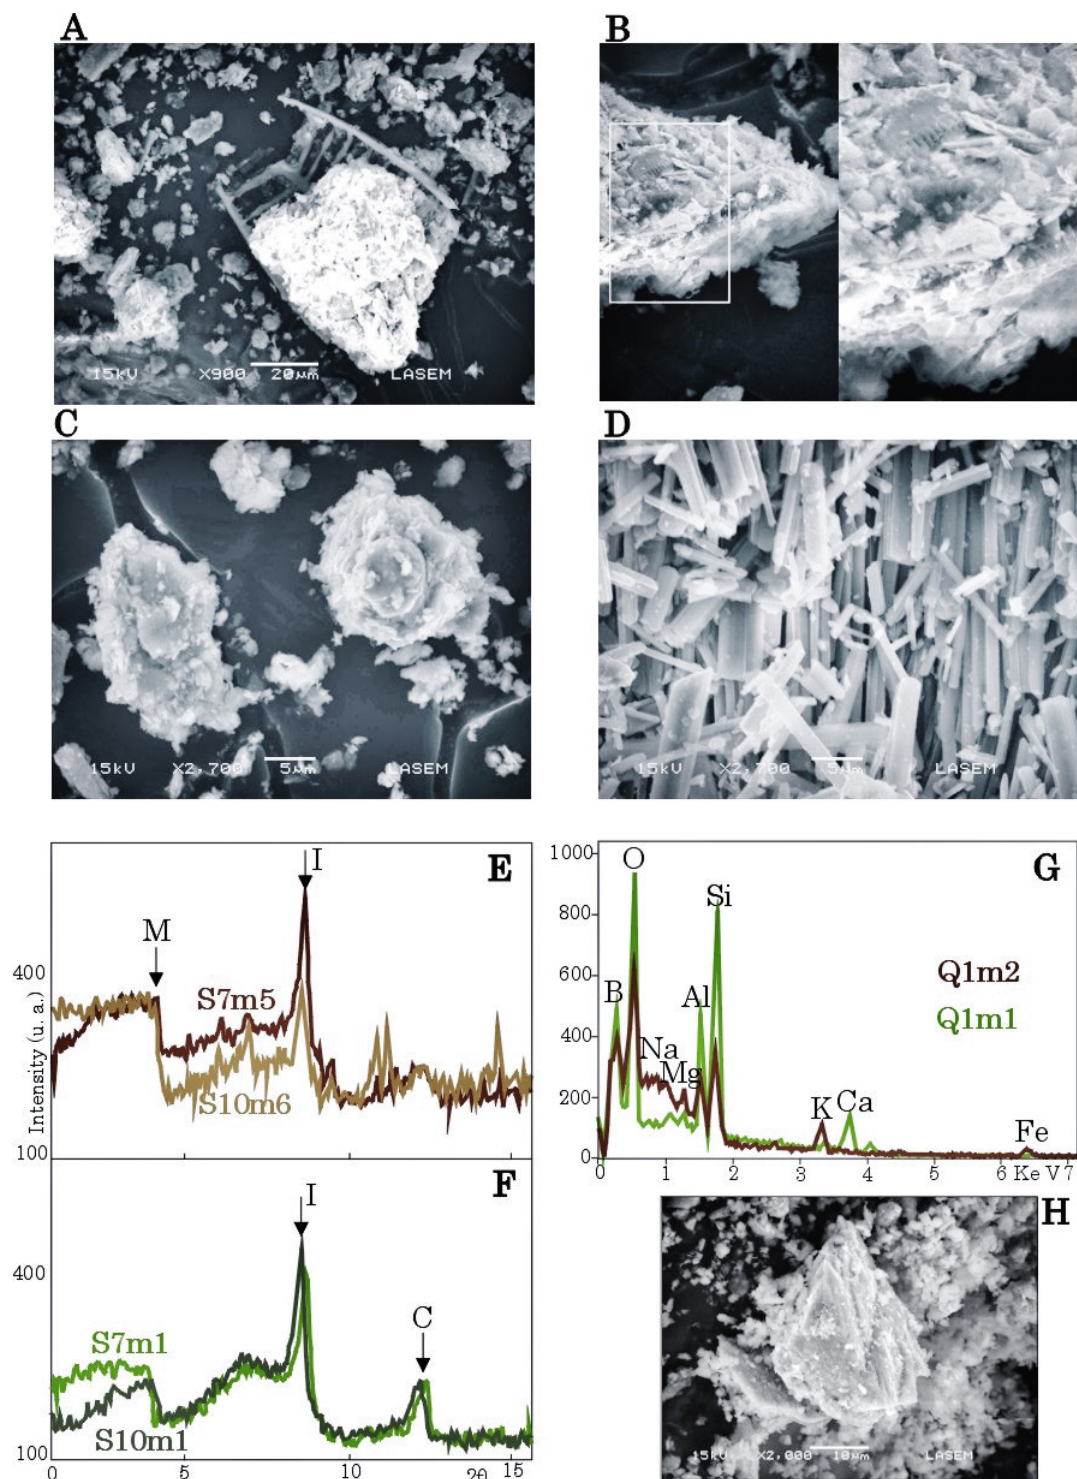 A
B
15kV X900 20µm LASEM
C
D
15kV X2,700 5µm LASEM
15kV X2,700 5µm LASEM
E
I
M
400
Intensity (u. a.)
S7m5
S10m6
100
F
I
400
C
S7m1
S10m1
100
0 5 10 2θ 15
G
1000
800
600
400
200
0
O
Si
B
Al
Na
Mg
K
Ca
Fe
Q1m2
Q1m1
0 1 2 3 4 5 6 Ke V 7
H
15kV X2,000 10µm LASEM